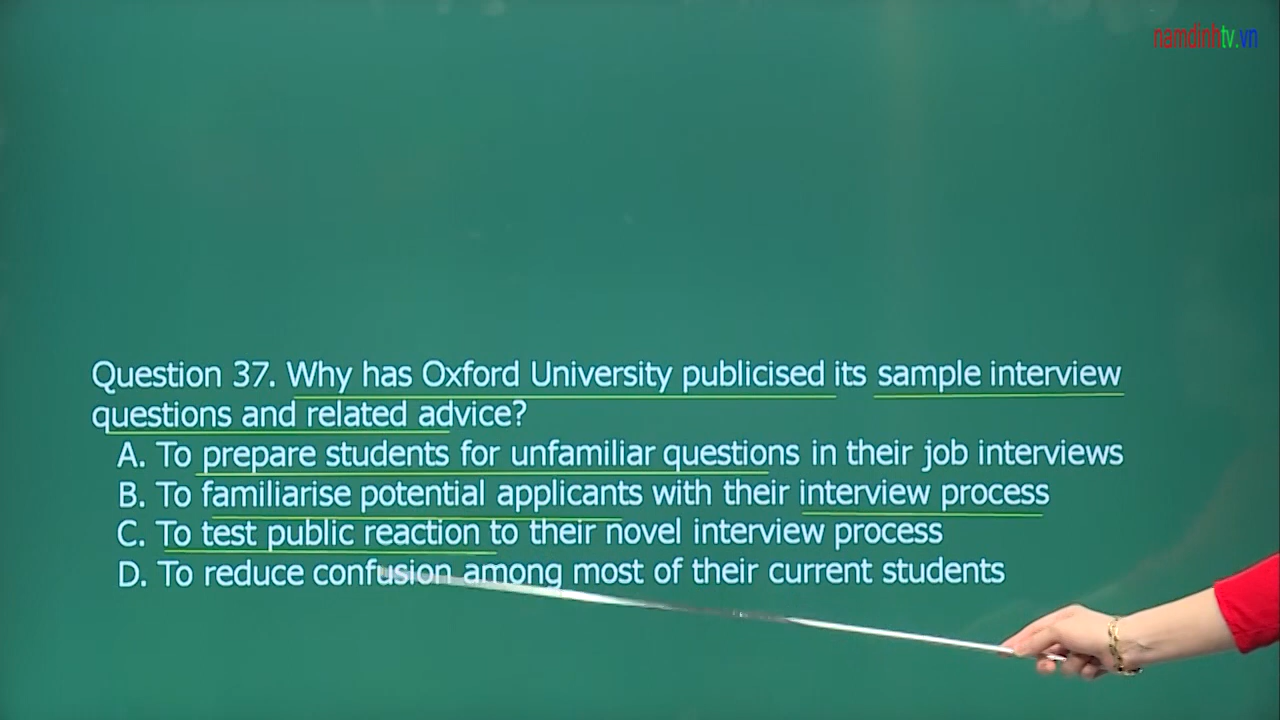 namdinhtv.vn
Question 37. Why has Oxford University publicised its sample interview
questions and related advice?
A. To prepare students for unfamiliar questions in their job interviews
B. To familiarise potential applicants with their interview process
C. To test public reaction to their novel interview process
D. To reduce confusion among most of their current students